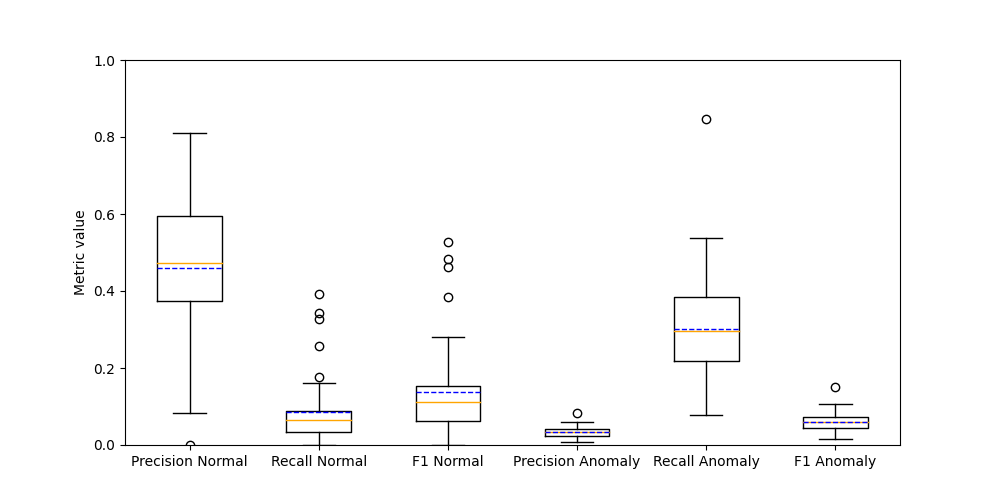 1.0
0.8
0.6
0.4
0.2
0.0
Metric value
Precision Normal
Recall Normal
F1 Normal
Precision Anomaly
Recall Anomaly
F1 Anomaly